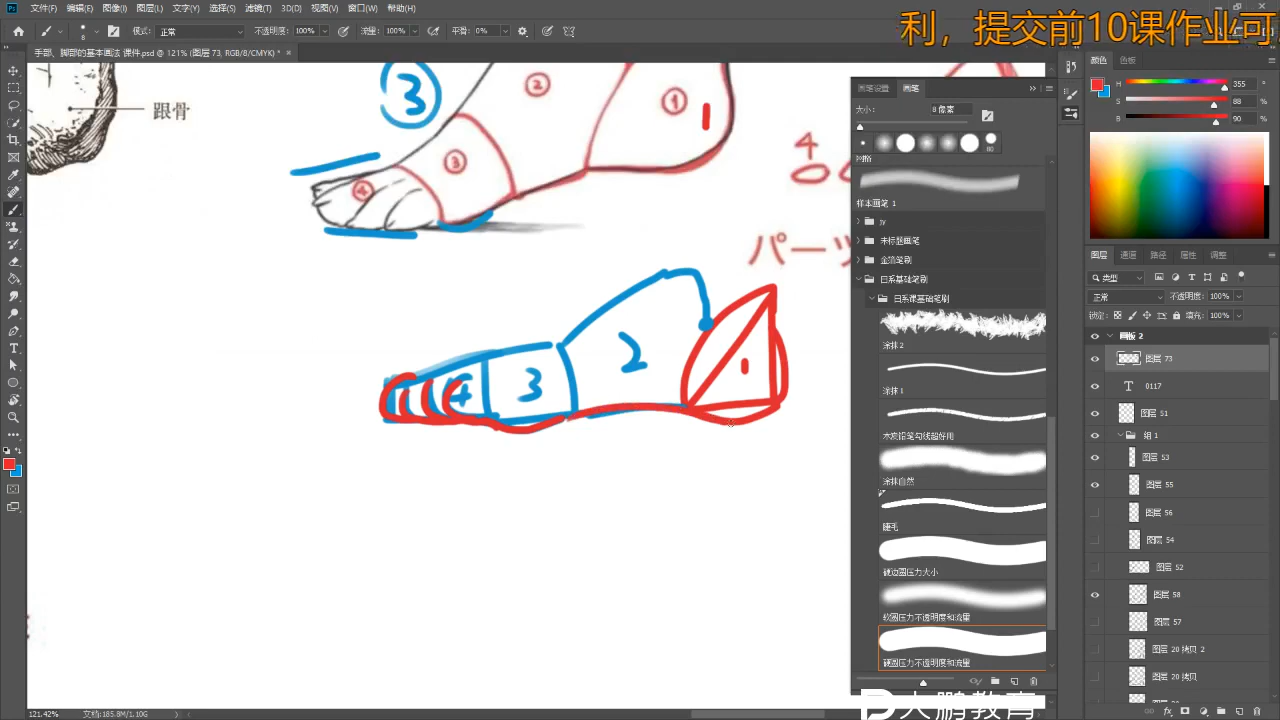 文件(F) 编辑(E) 图像(I) 图层(L) 文字(Y) 选择(S) 滤镜(T) 3D(D) 视图(V) 窗口(W) 帮助(H)
利，提交前10课作业可
模式: 正常 不透明度: 100% 流量: 100% 平滑: 0%
手部、脚部的基本画法 课件.psd @ 121% (图层 73, RGB/8/CMYK) *
跟骨
③
②
①
1
③
④
4
パーツ
4
3
2
1
画笔设置 画笔
大小: 8 像素
80
样本画笔 1
jy
未标题画笔
金箔笔刷
日系基础笔刷
日系课基础笔刷
涂抹 2
涂抹 1
木炭铅笔勾线超好用
涂抹自然
睫毛
硬边圆压力大小
软圆压力不透明度和流量
硬圆压力不透明度和流量
颜色 色板
H 355 °
S 88 %
B 90 %
图层 通道 路径 属性 调整
类型
正常 不透明度: 100%
锁定: 填充: 100%
画板 2
图层 73
T 0117
图层 51
组 1
图层 53
图层 55
图层 56
图层 54
图层 52
图层 58
图层 57
图层 20 拷贝 2
图层 20 拷贝
121.42% 文档:185.8M/1.10G
大鹏教育